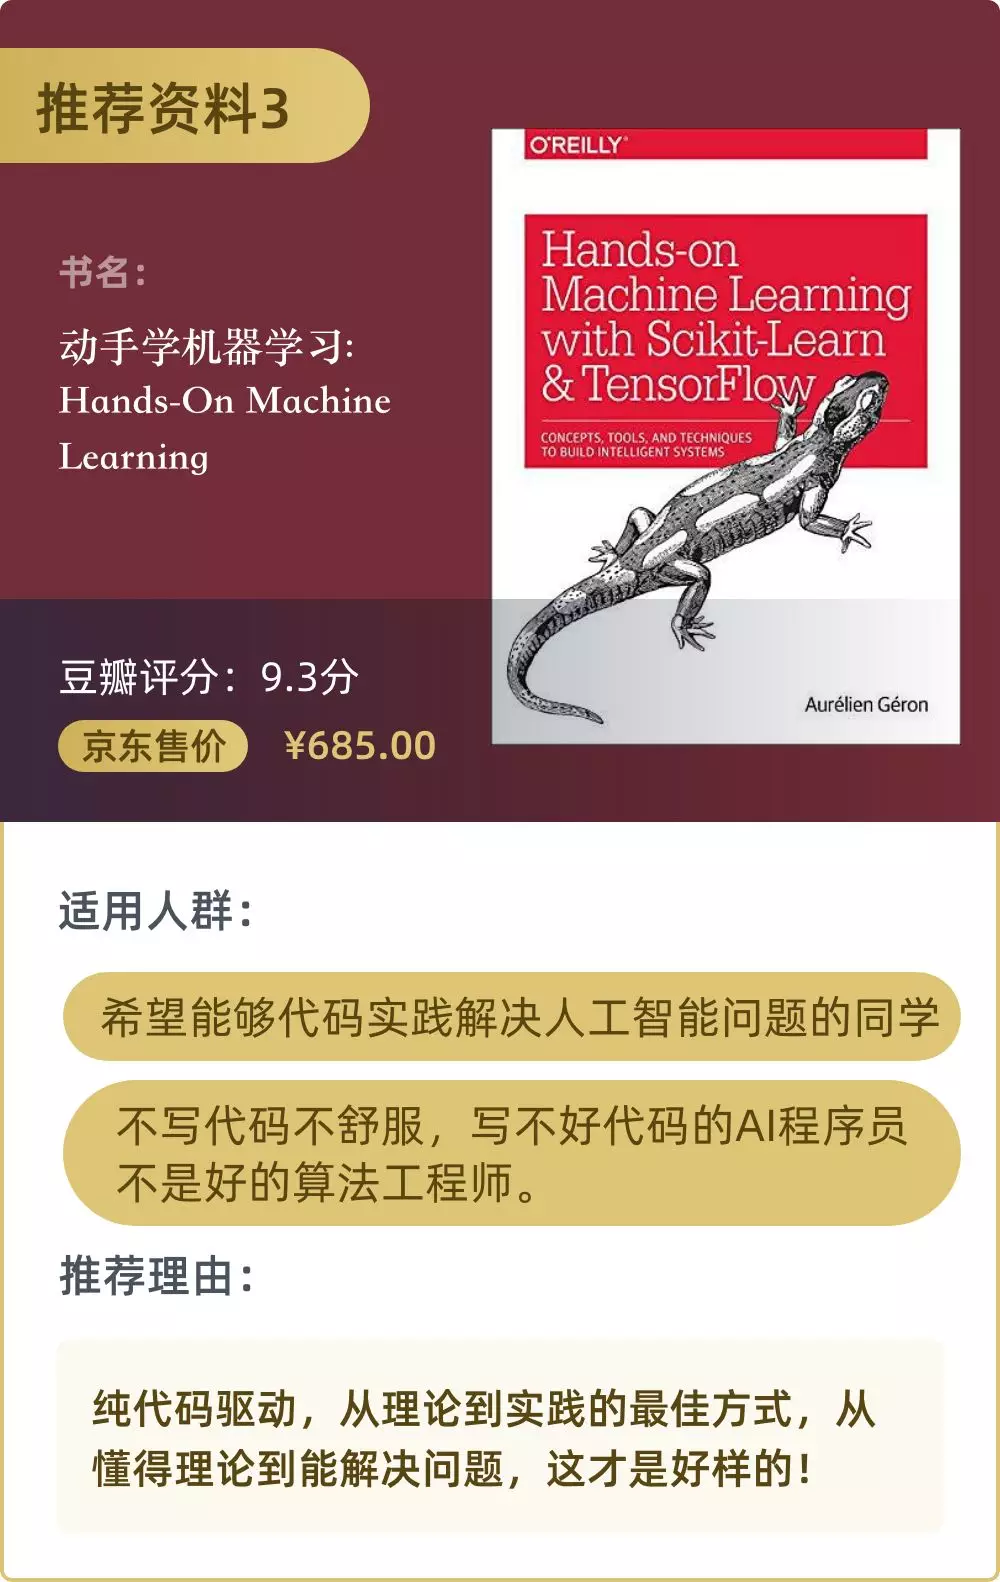 推荐资料3
书名：
动手学机器学习:
Hands-On Machine
Learning
豆瓣评分：9.3分
京东售价 ¥685.00
O'REILLY®
Hands-on
Machine Learning
with Scikit-Learn
& TensorFlow
CONCEPTS, TOOLS, AND TECHNIQUES
TO BUILD INTELLIGENT SYSTEMS
Aurélien Géron
适用人群：
希望能够代码实践解决人工智能问题的同学
不写代码不舒服，写不好代码的AI程序员
不是好的算法工程师。
推荐理由：
纯代码驱动，从理论到实践的最佳方式，从
懂得理论到能解决问题，这才是好样的！